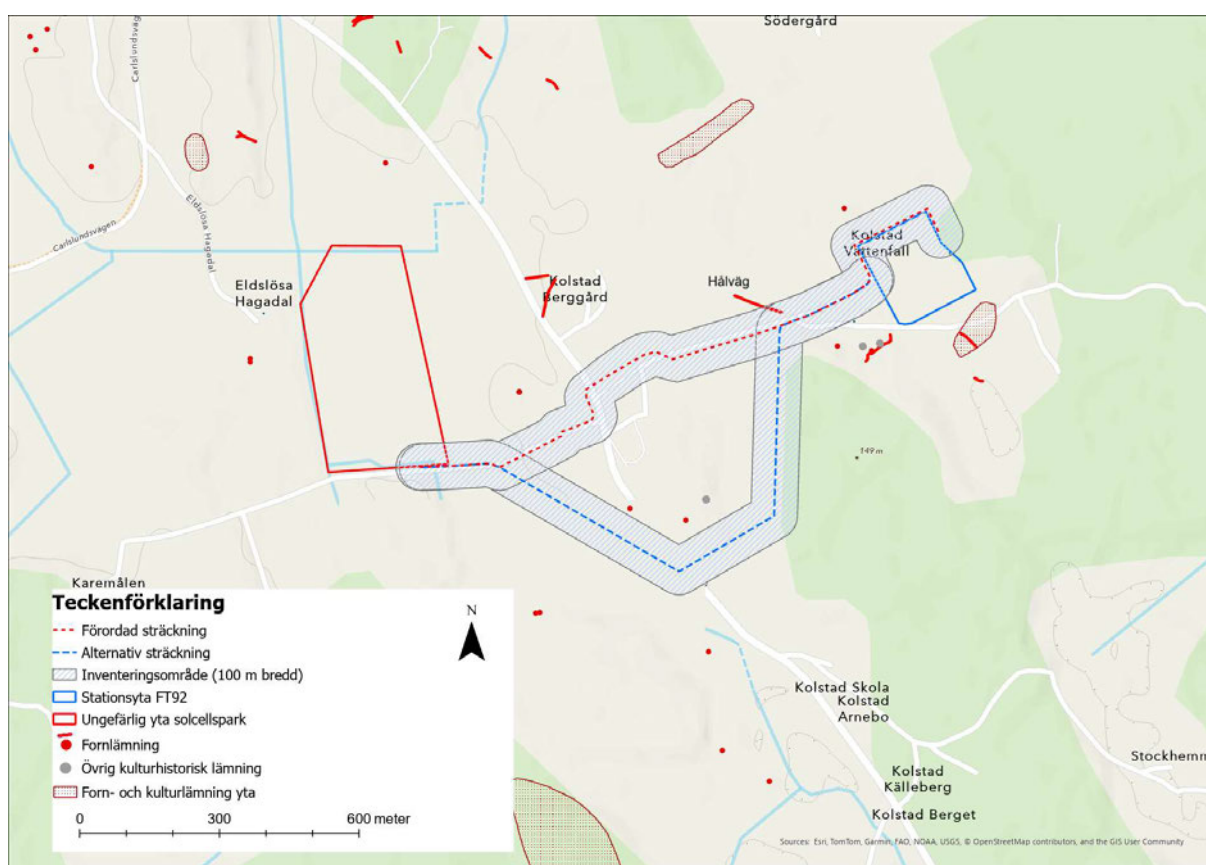 Södergård
Carlslundsvägen
Carlslundsvägen
Eldslösa Hagadal
Kolstad
Vattenfall
Eldslösa
Hagadal
Kolstad
Berggård
Hålväg
149 m
Karemålen
Teckenförklaring
Förordad sträckning
Alternativ sträckning
Inventeringsområde (100 m bredd)
Stationsyta FT92
Ungefärlig yta solcellspark
Fornlämning
Övrig kulturhistorisk lämning
Forn- och kulturlämning yta
0 300 600 meter
N
Kolstad Skola
Kolstad
Arnebo
Stockhemm
Kolstad
Källeberg
Kolstad Berget
Sources: Esri, TomTom, Garmin, FAO, NOAA, USGS, © OpenStreetMap contributors, and the GIS User Community